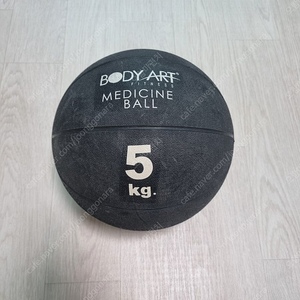 BODY ART®
FITNESS
MEDICINE
BALL
5
kg.